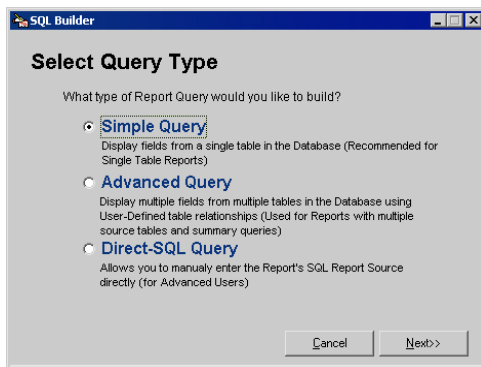 SQL Builder
Select Query Type
What type of Report Query would you like to build?
Simple Query
Display fields from a single table in the Database (Recommended for
Single Table Reports)
Advanced Query
Display multiple fields from multiple tables in the Database using
User-Defined table relationships (Used for Reports with multiple
source tables and summary queries)
Direct-SQL Query
Allows you to manualy enter the Report's SQL Report Source
directly (for Advanced Users)
Cancel
Next>>